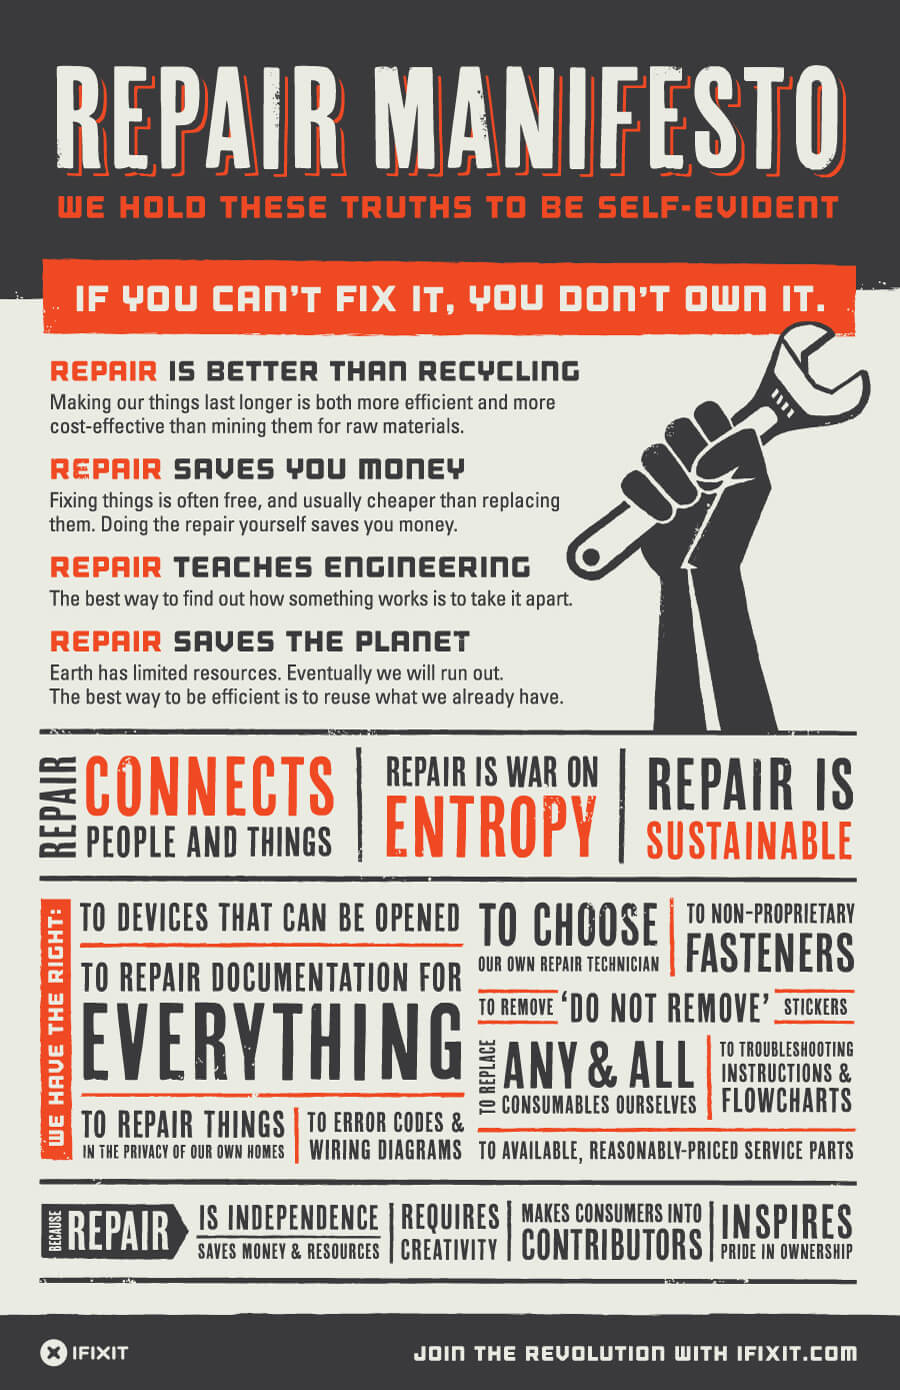 REPAIR MANIFESTO
WE HOLD THESE TRUTHS TO BE SELF-EVIDENT
IF YOU CAN'T FIX IT, YOU DON'T OWN IT.
REPAIR IS BETTER THAN RECYCLING
Making our things last longer is both more efficient and more
cost-effective than mining them for raw materials.
REPAIR SAVES YOU MONEY
Fixing things is often free, and usually cheaper than replacing
them. Doing the repair yourself saves you money.
REPAIR TEACHES ENGINEERING
The best way to find out how something works is to take it apart.
REPAIR SAVES THE PLANET
Earth has limited resources. Eventually we will run out.
The best way to be efficient is to reuse what we already have.
REPAIR
CONNECTS
PEOPLE AND THINGS
REPAIR IS WAR ON
ENTROPY
REPAIR IS
SUSTAINABLE
WE HAVE THE RIGHT:
TO DEVICES THAT CAN BE OPENED
TO REPAIR DOCUMENTATION FOR
EVERYTHING
TO REPAIR THINGS
IN THE PRIVACY OF OUR OWN HOMES
TO ERROR CODES &
WIRING DIAGRAMS
TO CHOOSE
OUR OWN REPAIR TECHNICIAN
TO NON-PROPRIETARY
FASTENERS
TO REMOVE 'DO NOT REMOVE' STICKERS
TO REPLACE
ANY & ALL
CONSUMABLES OURSELVES
TO TROUBLESHOOTING
INSTRUCTIONS &
FLOWCHARTS
TO AVAILABLE, REASONABLY-PRICED SERVICE PARTS
BECAUSE
REPAIR
IS INDEPENDENCE
SAVES MONEY & RESOURCES
REQUIRES
CREATIVITY
MAKES CONSUMERS INTO
CONTRIBUTORS
INSPIRES
PRIDE IN OWNERSHIP
IFIXIT
JOIN THE REVOLUTION WITH IFIXIT.COM